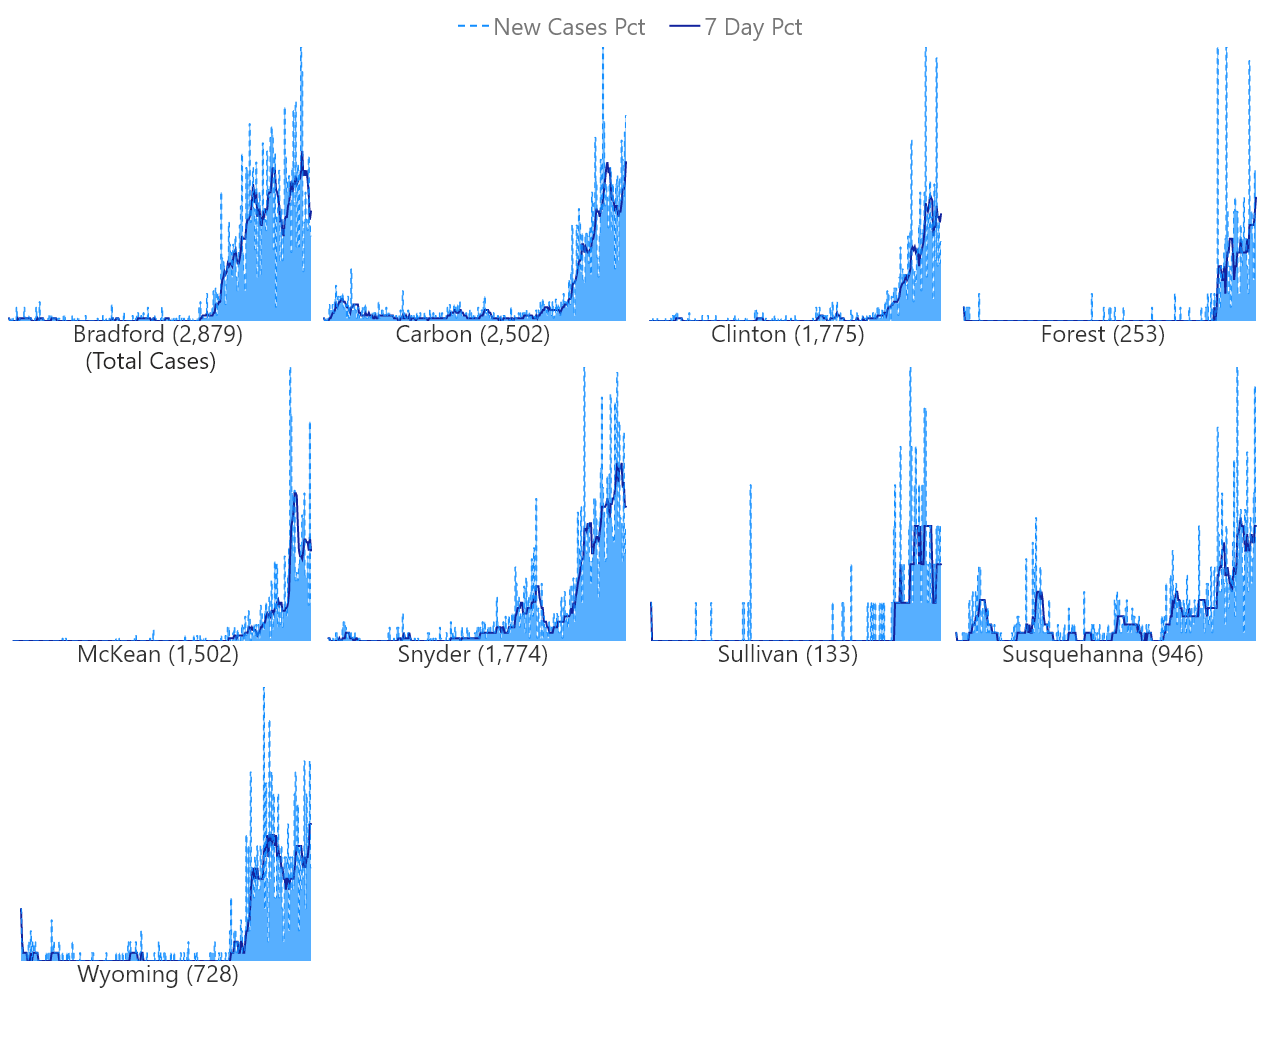 New Cases Pct 7 Day Pct
Bradford (2,879)
(Total Cases)
Carbon (2,502)
Clinton (1,775)
Forest (253)
McKean (1,502)
Snyder (1,774)
Sullivan (133)
Susquehanna (946)
Wyoming (728)